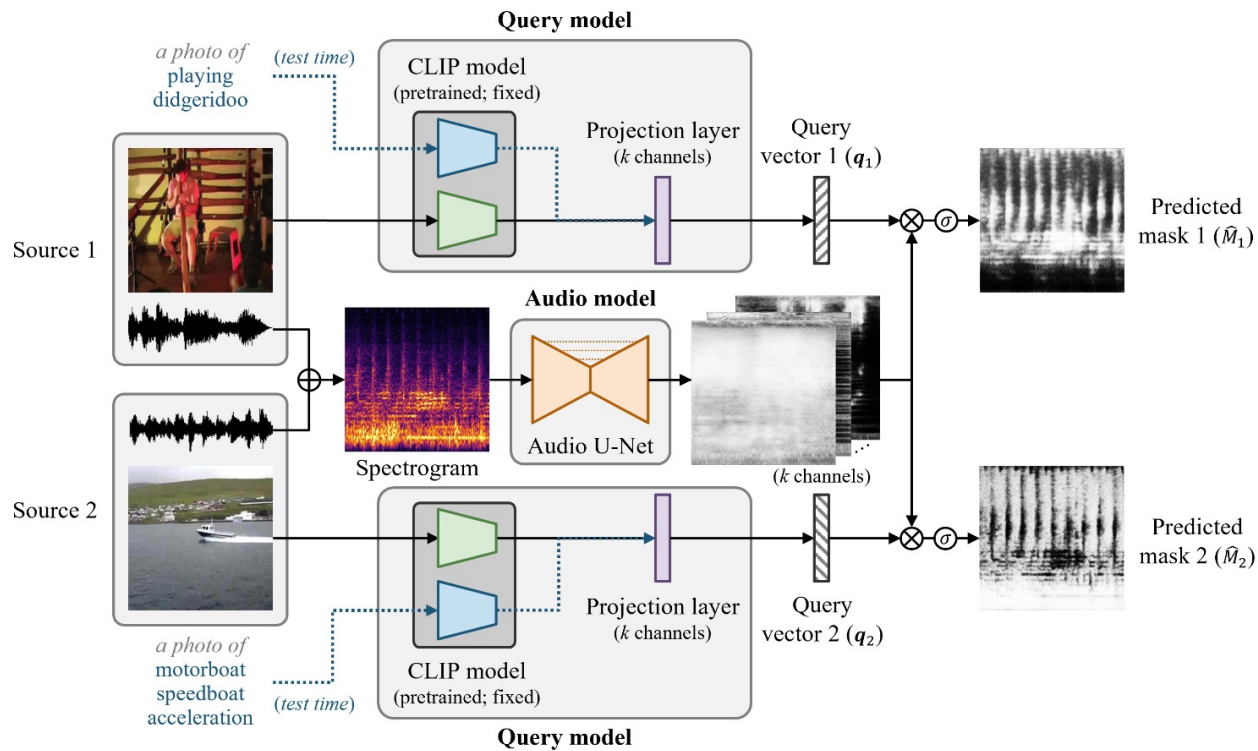 Query model
a photo of
playing
didgeridoo
(test time)
CLIP model
(pretrained; fixed)
Projection layer
(k channels)
Query
vector 1 (q₁)
Source 1
σ
Predicted
mask 1 (M̂₁)
Audio model
Spectrogram
Audio U-Net
...
(k channels)
Source 2
σ
Predicted
mask 2 (M̂₂)
Projection layer
(k channels)
Query
vector 2 (q₂)
a photo of
motorboat
speedboat
acceleration
(test time)
CLIP model
(pretrained; fixed)
Query model